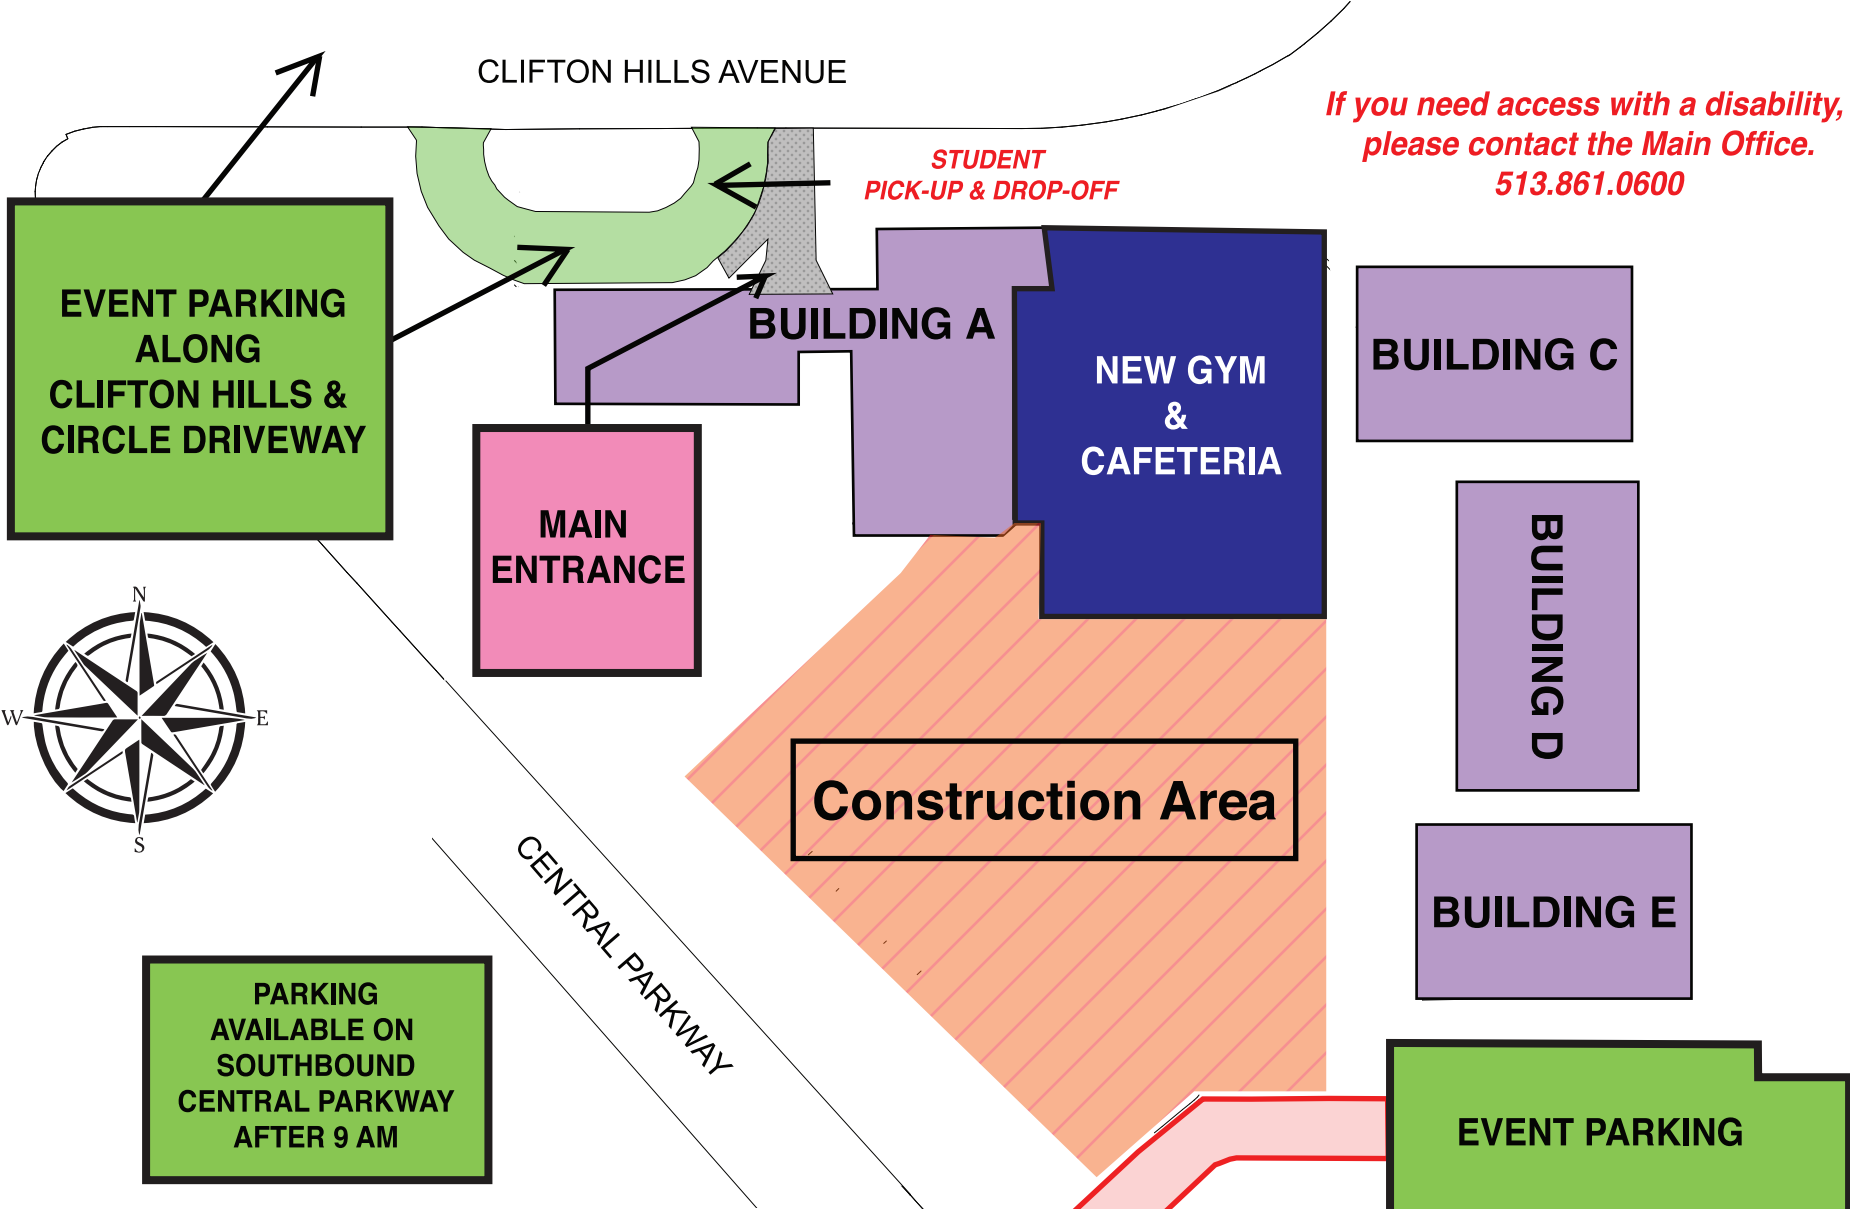 CLIFTON HILLS AVENUE
If you need access with a disability,
please contact the Main Office.
513.861.0600
STUDENT
PICK-UP & DROP-OFF
EVENT PARKING
ALONG
CLIFTON HILLS &
CIRCLE DRIVEWAY
BUILDING A
NEW GYM
&
CAFETERIA
BUILDING C
MAIN
ENTRANCE
BUILDING D
N
W
E
S
Construction Area
CENTRAL PARKWAY
BUILDING E
PARKING
AVAILABLE ON
SOUTHBOUND
CENTRAL PARKWAY
AFTER 9 AM
EVENT PARKING